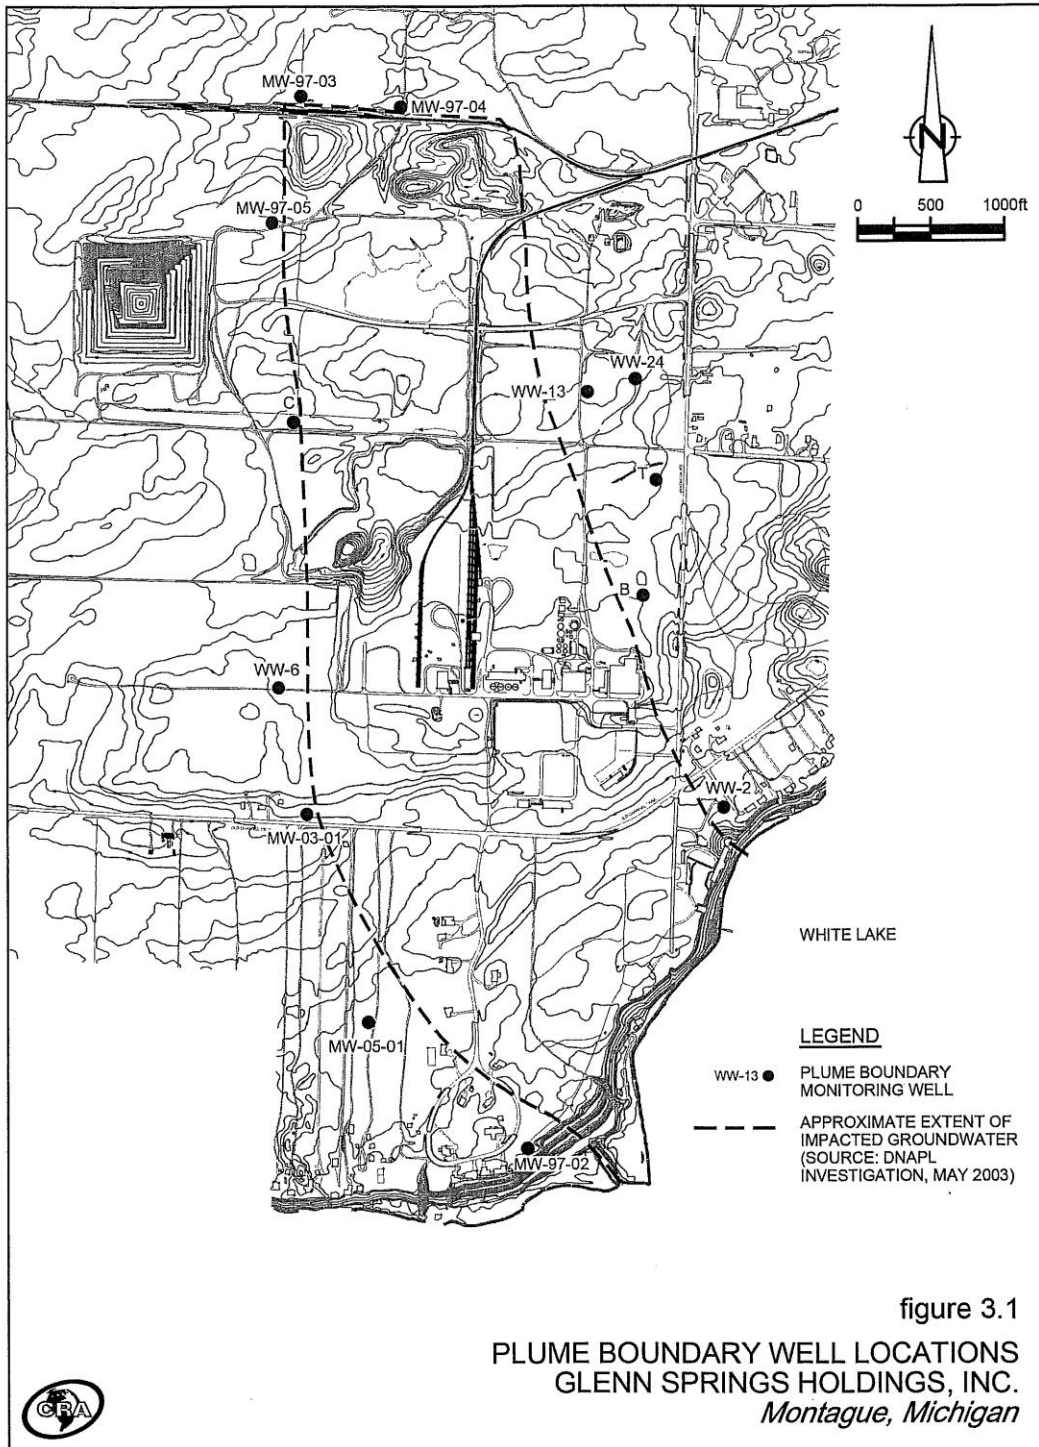 MW-97-03
MW-97-04
N
0 500 1000ft
MW-97-05
WW-24
WW-13
C
T
B
WW-6
WW-2
OLD CHANNEL TRAIL
MW-03-01
WHITE LAKE
MW-05-01
MW-97-02
LEGEND
WW-13
PLUME BOUNDARY
MONITORING WELL
APPROXIMATE EXTENT OF
IMPACTED GROUNDWATER
(SOURCE: DNAPL
INVESTIGATION, MAY 2003)
figure 3.1
PLUME BOUNDARY WELL LOCATIONS
GLENN SPRINGS HOLDINGS, INC.
Montague, Michigan
CRA